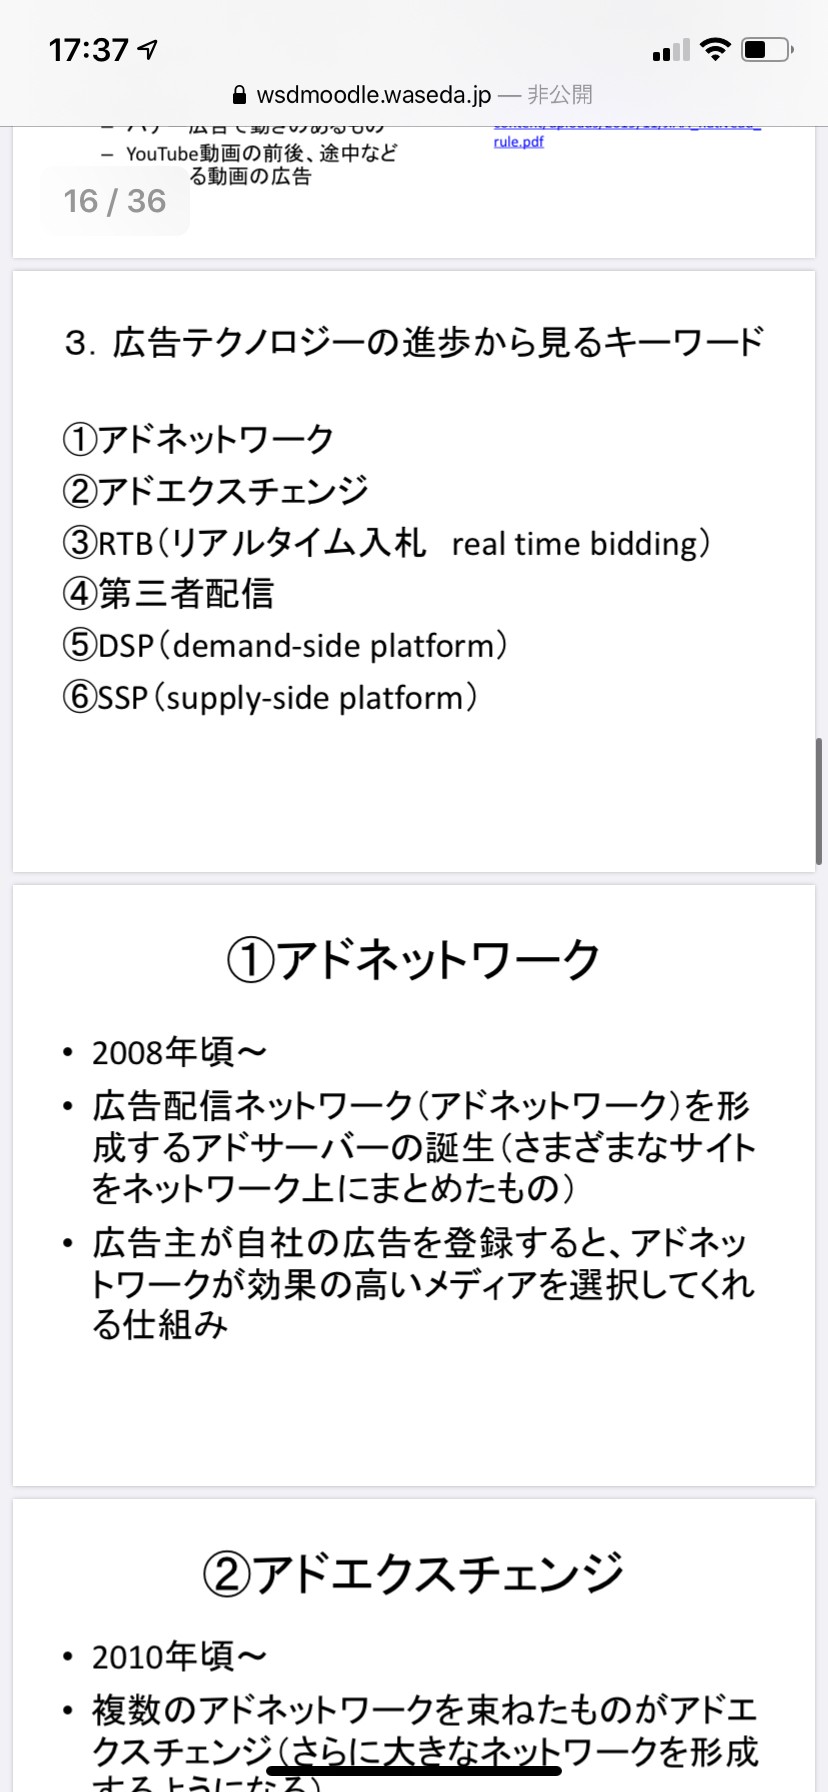 17:37
wsdmoodle.waseda.jp — 非公開
rule.pdf
– YouTube動画の前後、途中など
る動画の広告
16 / 36
3. 広告テクノロジーの進歩から見るキーワード
①アドネットワーク
②アドエクスチェンジ
③RTB(リアルタイム入札 real time bidding)
④第三者配信
⑤DSP(demand-side platform)
⑥SSP(supply-side platform)
①アドネットワーク
• 2008年頃~
• 広告配信ネットワーク(アドネットワーク)を形
成するアドサーバーの誕生(さまざまなサイト
をネットワーク上にまとめたもの)
• 広告主が自社の広告を登録すると、アドネッ
トワークが効果の高いメディアを選択してくれ
る仕組み
②アドエクスチェンジ
• 2010年頃~
• 複数のアドネットワークを束ねたものがアドエ
クスチェンジ(さらに大きなネットワークを形成
するようになる)